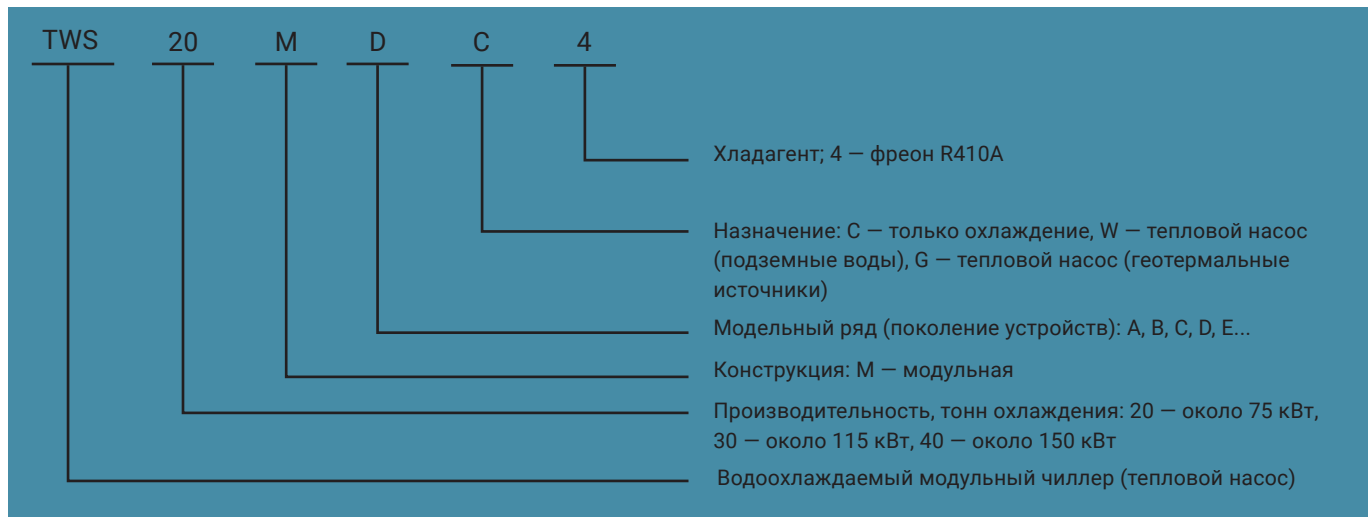 TWS 20 M D C 4
Хладагент; 4 — фреон R410A
Назначение: C — только охлаждение, W — тепловой насос
(подземные воды), G — тепловой насос (геотермальные
источники)
Модельный ряд (поколение устройств): A, B, C, D, E...
Конструкция: M — модульная
Производительность, тонн охлаждения: 20 — около 75 кВт,
30 — около 115 кВт, 40 — около 150 кВт
Водоохлаждаемый модульный чиллер (тепловой насос)